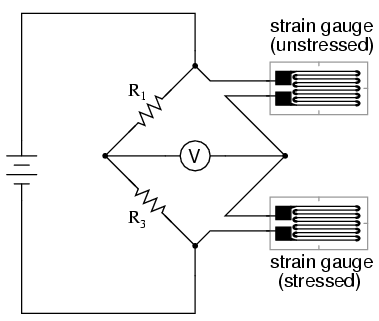 strain gauge
(unstressed)
R1
V
R3
strain gauge
(stressed)